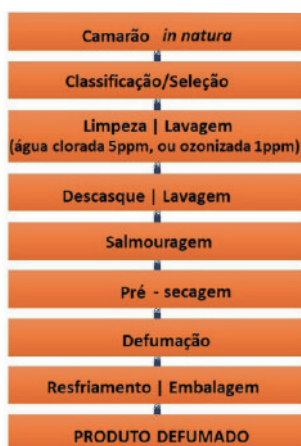 Camarão in natura
Classificação/Seleção
Limpeza | Lavagem
(água clorada 5ppm, ou ozonizada 1ppm)
Descasque | Lavagem
Salmouragem
Pré - secagem
Defumação
Resfriamento | Embalagem
PRODUTO DEFUMADO